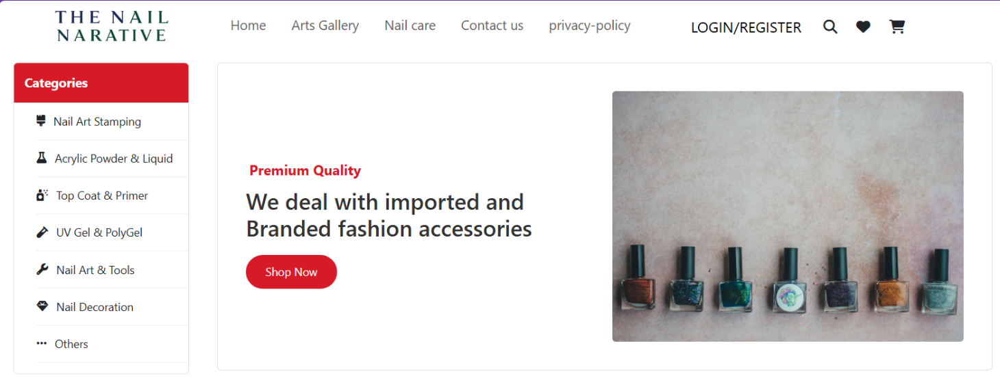 THE NAIL
NARATIVE
Home
Arts Gallery
Nail care
Contact us
privacy-policy
LOGIN/REGISTER
Categories
Nail Art Stamping
Acrylic Powder & Liquid
Top Coat & Primer
UV Gel & PolyGel
Nail Art & Tools
Nail Decoration
Others
Premium Quality
We deal with imported and
Branded fashion accessories
Shop Now